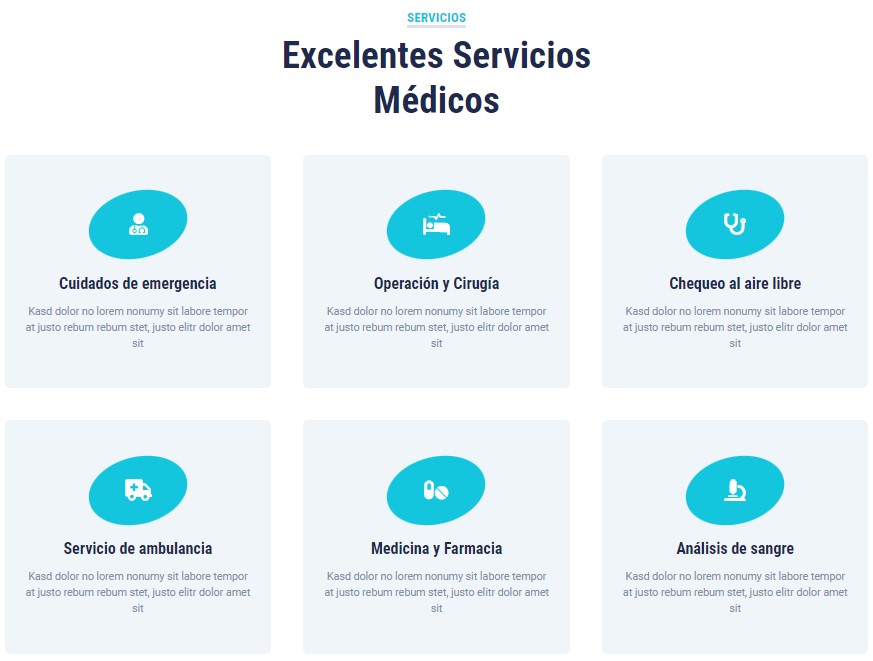 SERVICIOS
Excelentes Servicios
Médicos
Cuidados de emergencia
Kasd dolor no lorem nonumy sit labore tempor
at justo rebum rebum stet, justo elitr dolor amet
sit
Operación y Cirugía
Kasd dolor no lorem nonumy sit labore tempor
at justo rebum rebum stet, justo elitr dolor amet
sit
Chequeo al aire libre
Kasd dolor no lorem nonumy sit labore tempor
at justo rebum rebum stet, justo elitr dolor amet
sit
Servicio de ambulancia
Kasd dolor no lorem nonumy sit labore tempor
at justo rebum rebum stet, justo elitr dolor amet
sit
Medicina y Farmacia
Kasd dolor no lorem nonumy sit labore tempor
at justo rebum rebum stet, justo elitr dolor amet
sit
Análisis de sangre
Kasd dolor no lorem nonumy sit labore tempor
at justo rebum rebum stet, justo elitr dolor amet
sit